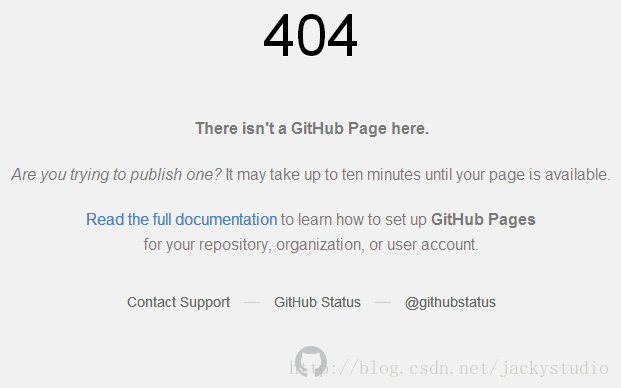 404
There isn't a GitHub Page here.
Are you trying to publish one? It may take up to ten minutes until your page is available.
Read the full documentation to learn how to set up GitHub Pages
for your repository, organization, or user account.
Contact Support — GitHub Status — @githubstatus
http://blog.csdn.net/jackystudio